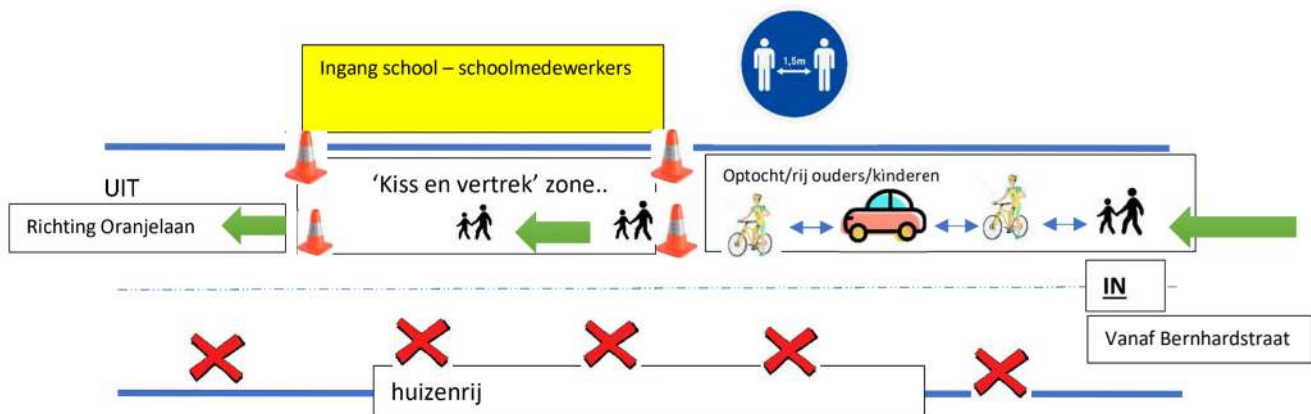 Ingang school – schoolmedewerkers
1,5m
UIT
Richting Oranjelaan
‘Kiss en vertrek’ zone..
Optocht/rij ouders/kinderen
IN
Vanaf Bernhardstraat
huizenrij